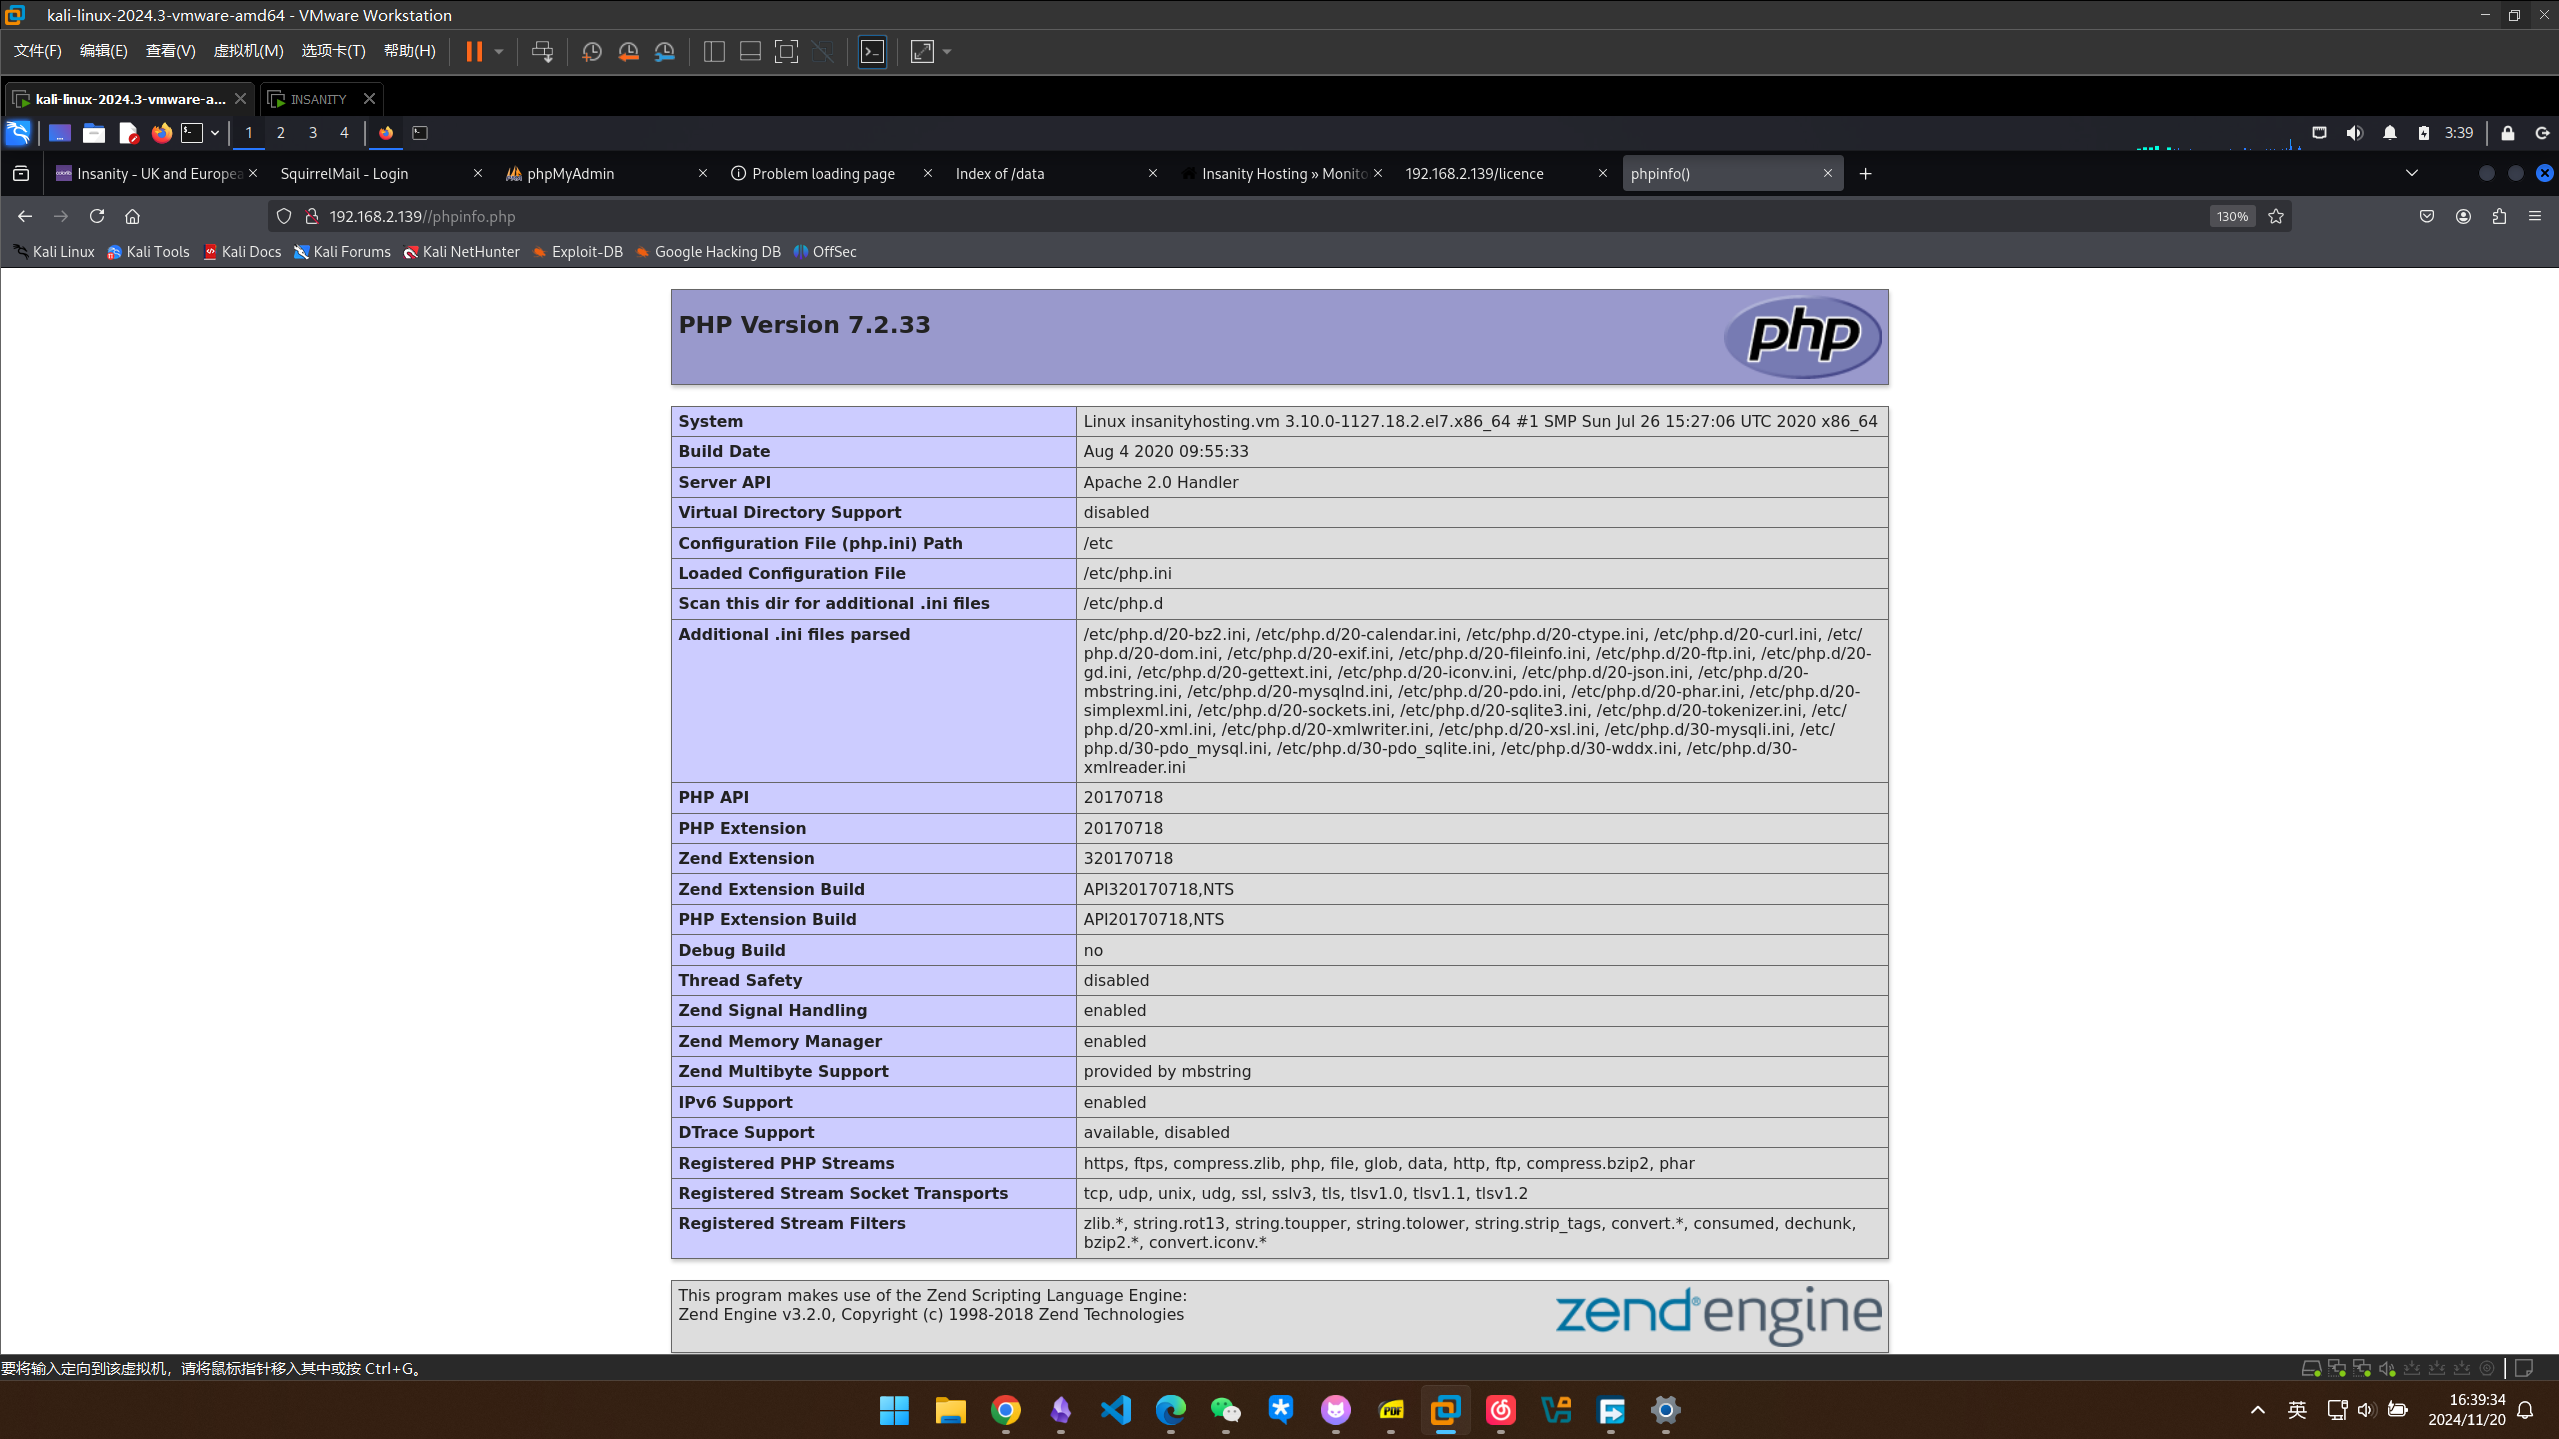 kali-linux-2024.3-vmware-amd64 - VMware Workstation
文件(F) 编辑(E) 查看(V) 虚拟机(M) 选项卡(T) 帮助(H)
kali-linux-2024.3-vmware-a... INSANITY
1 2 3 4 3:39
Insanity - UK and Europea SquirrelMail - Login phpMyAdmin Problem loading page Index of /data Insanity Hosting » Monito 192.168.2.139/licence phpinfo()
192.168.2.139//phpinfo.php 130%
Kali Linux Kali Tools Kali Docs Kali Forums Kali NetHunter Exploit-DB Google Hacking DB OffSec
PHP Version 7.2.33
php
System Linux insanityhosting.vm 3.10.0-1127.18.2.el7.x86_64 #1 SMP Sun Jul 26 15:27:06 UTC 2020 x86_64
Build Date Aug 4 2020 09:55:33
Server API Apache 2.0 Handler
Virtual Directory Support disabled
Configuration File (php.ini) Path /etc
Loaded Configuration File /etc/php.ini
Scan this dir for additional .ini files /etc/php.d
Additional .ini files parsed /etc/php.d/20-bz2.ini, /etc/php.d/20-calendar.ini, /etc/php.d/20-ctype.ini, /etc/php.d/20-curl.ini, /etc/
php.d/20-dom.ini, /etc/php.d/20-exif.ini, /etc/php.d/20-fileinfo.ini, /etc/php.d/20-ftp.ini, /etc/php.d/20-
gd.ini, /etc/php.d/20-gettext.ini, /etc/php.d/20-iconv.ini, /etc/php.d/20-json.ini, /etc/php.d/20-
mbstring.ini, /etc/php.d/20-mysqlnd.ini, /etc/php.d/20-pdo.ini, /etc/php.d/20-phar.ini, /etc/php.d/20-
simplexml.ini, /etc/php.d/20-sockets.ini, /etc/php.d/20-sqlite3.ini, /etc/php.d/20-tokenizer.ini, /etc/
php.d/20-xml.ini, /etc/php.d/20-xmlwriter.ini, /etc/php.d/20-xsl.ini, /etc/php.d/30-mysqli.ini, /etc/
php.d/30-pdo_mysql.ini, /etc/php.d/30-pdo_sqlite.ini, /etc/php.d/30-wddx.ini, /etc/php.d/30-
xmlreader.ini
PHP API 20170718
PHP Extension 20170718
Zend Extension 320170718
Zend Extension Build API320170718,NTS
PHP Extension Build API20170718,NTS
Debug Build no
Thread Safety disabled
Zend Signal Handling enabled
Zend Memory Manager enabled
Zend Multibyte Support provided by mbstring
IPv6 Support enabled
DTrace Support available, disabled
Registered PHP Streams https, ftps, compress.zlib, php, file, glob, data, http, ftp, compress.bzip2, phar
Registered Stream Socket Transports tcp, udp, unix, udg, ssl, sslv3, tls, tlsv1.0, tlsv1.1, tlsv1.2
Registered Stream Filters zlib.*, string.rot13, string.toupper, string.tolower, string.strip_tags, convert.*, consumed, dechunk,
bzip2.*, convert.iconv.*
This program makes use of the Zend Scripting Language Engine:
Zend Engine v3.2.0, Copyright (c) 1998-2018 Zend Technologies
zend®engine
要将输入定向到该虚拟机，请将鼠标指针移入其中或按 Ctrl+G。
PDF
英
16:39:34
2024/11/20